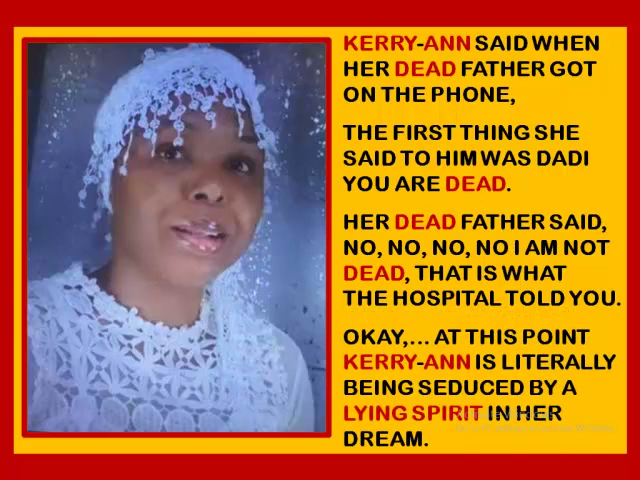 KERRY-ANN SAID WHEN
HER DEAD FATHER GOT
ON THE PHONE,
THE FIRST THING SHE
SAID TO HIM WAS DADI
YOU ARE DEAD.
HER DEAD FATHER SAID,
NO, NO, NO, NO I AM NOT
DEAD, THAT IS WHAT
THE HOSPITAL TOLD YOU.
OKAY,... AT THIS POINT
KERRY-ANN IS LITERALLY
BEING SEDUCED BY A
LYING SPIRIT IN HER
DREAM.